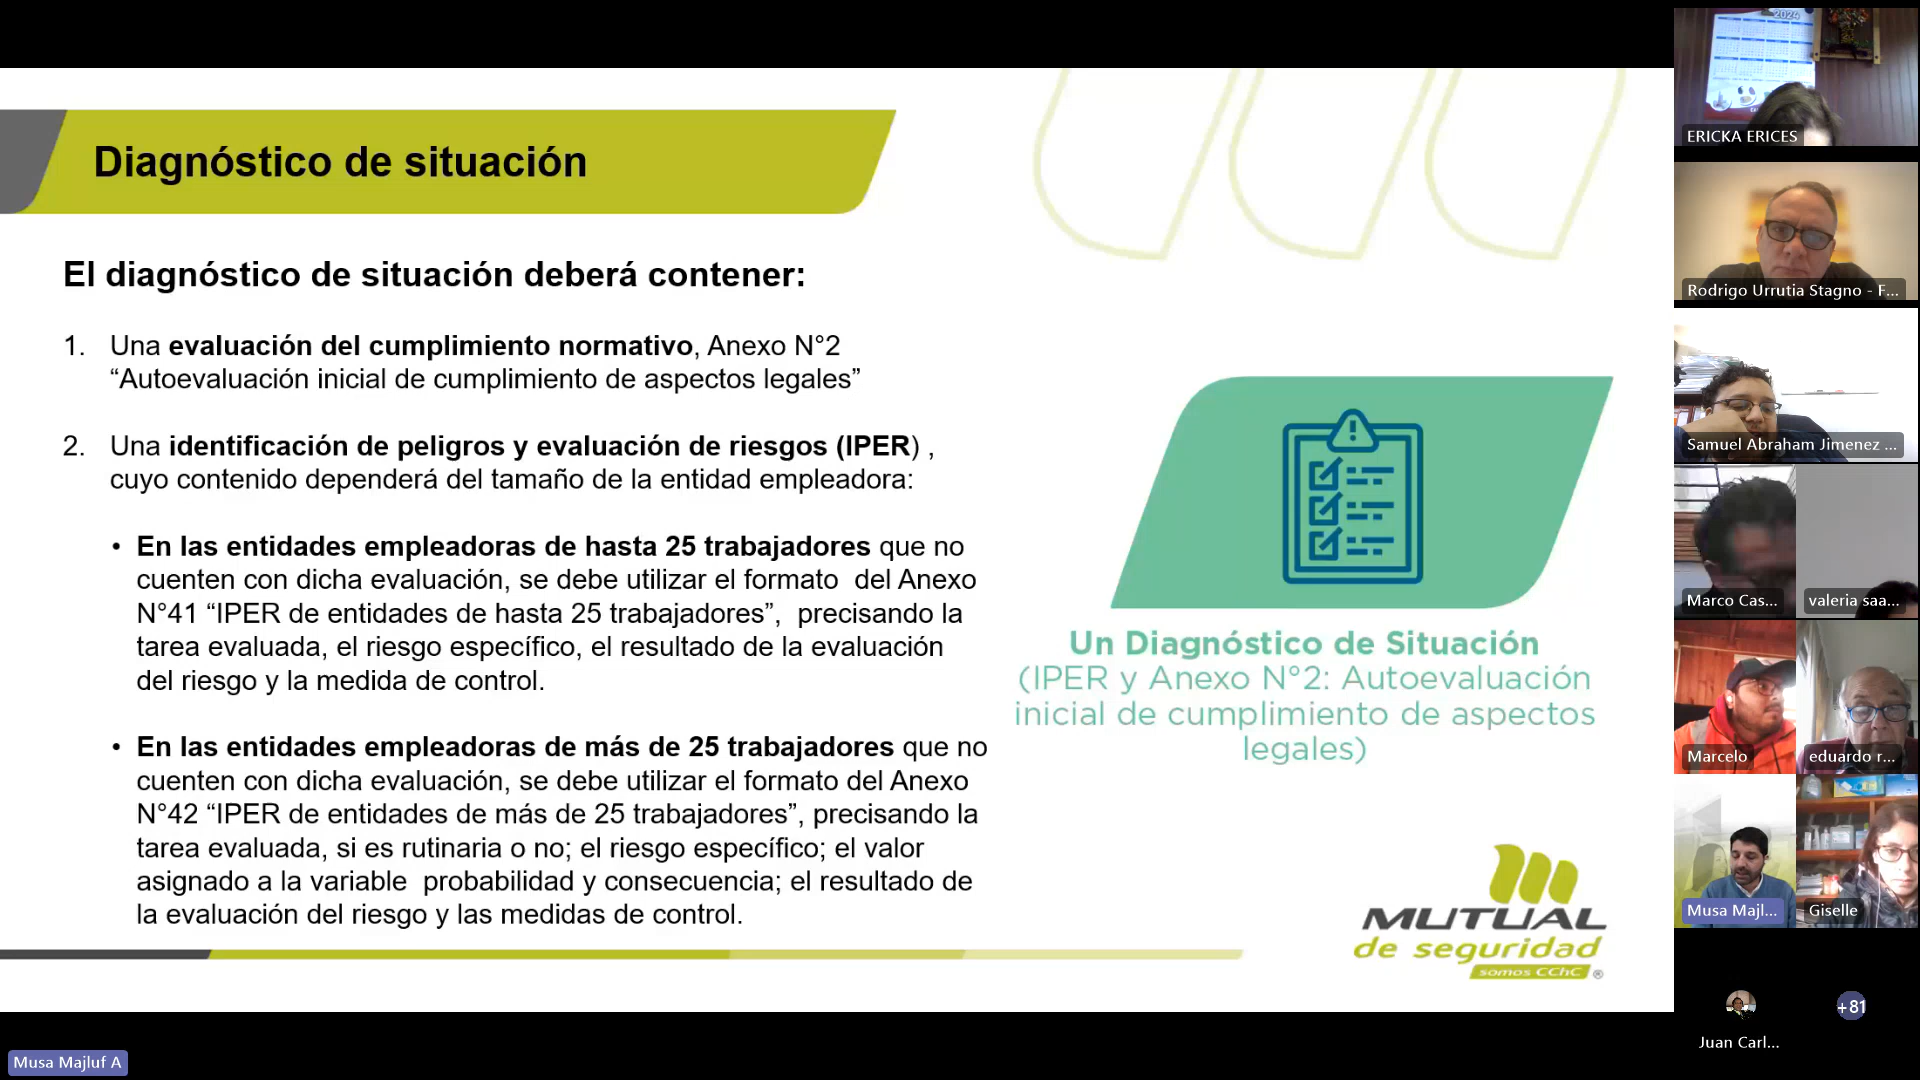 Diagnóstico de situación
El diagnóstico de situación deberá contener:
1. Una evaluación del cumplimiento normativo, Anexo N°2
“Autoevaluación inicial de cumplimiento de aspectos legales”
2. Una identificación de peligros y evaluación de riesgos (IPER) ,
cuyo contenido dependerá del tamaño de la entidad empleadora:
• En las entidades empleadoras de hasta 25 trabajadores que no
cuenten con dicha evaluación, se debe utilizar el formato del Anexo
N°41 “IPER de entidades de hasta 25 trabajadores”, precisando la
tarea evaluada, el riesgo específico, el resultado de la evaluación
del riesgo y la medida de control.
• En las entidades empleadoras de más de 25 trabajadores que no
cuenten con dicha evaluación, se debe utilizar el formato del Anexo
N°42 “IPER de entidades de más de 25 trabajadores”, precisando la
tarea evaluada, si es rutinaria o no; el riesgo específico; el valor
asignado a la variable probabilidad y consecuencia; el resultado de
la evaluación del riesgo y las medidas de control.
Un Diagnóstico de Situación
(IPER y Anexo N°2: Autoevaluación
inicial de cumplimiento de aspectos
legales)
MUTUAL
de seguridad
somos CChC ®
Musa Majluf A
2024
ERICKA ERICES
Rodrigo Urrutia Stagno - F...
Samuel Abraham Jimenez ...
Marco Cas...
valeria saa...
Marcelo
eduardo r...
Musa Majl...
Giselle
Juan Carl...
+81